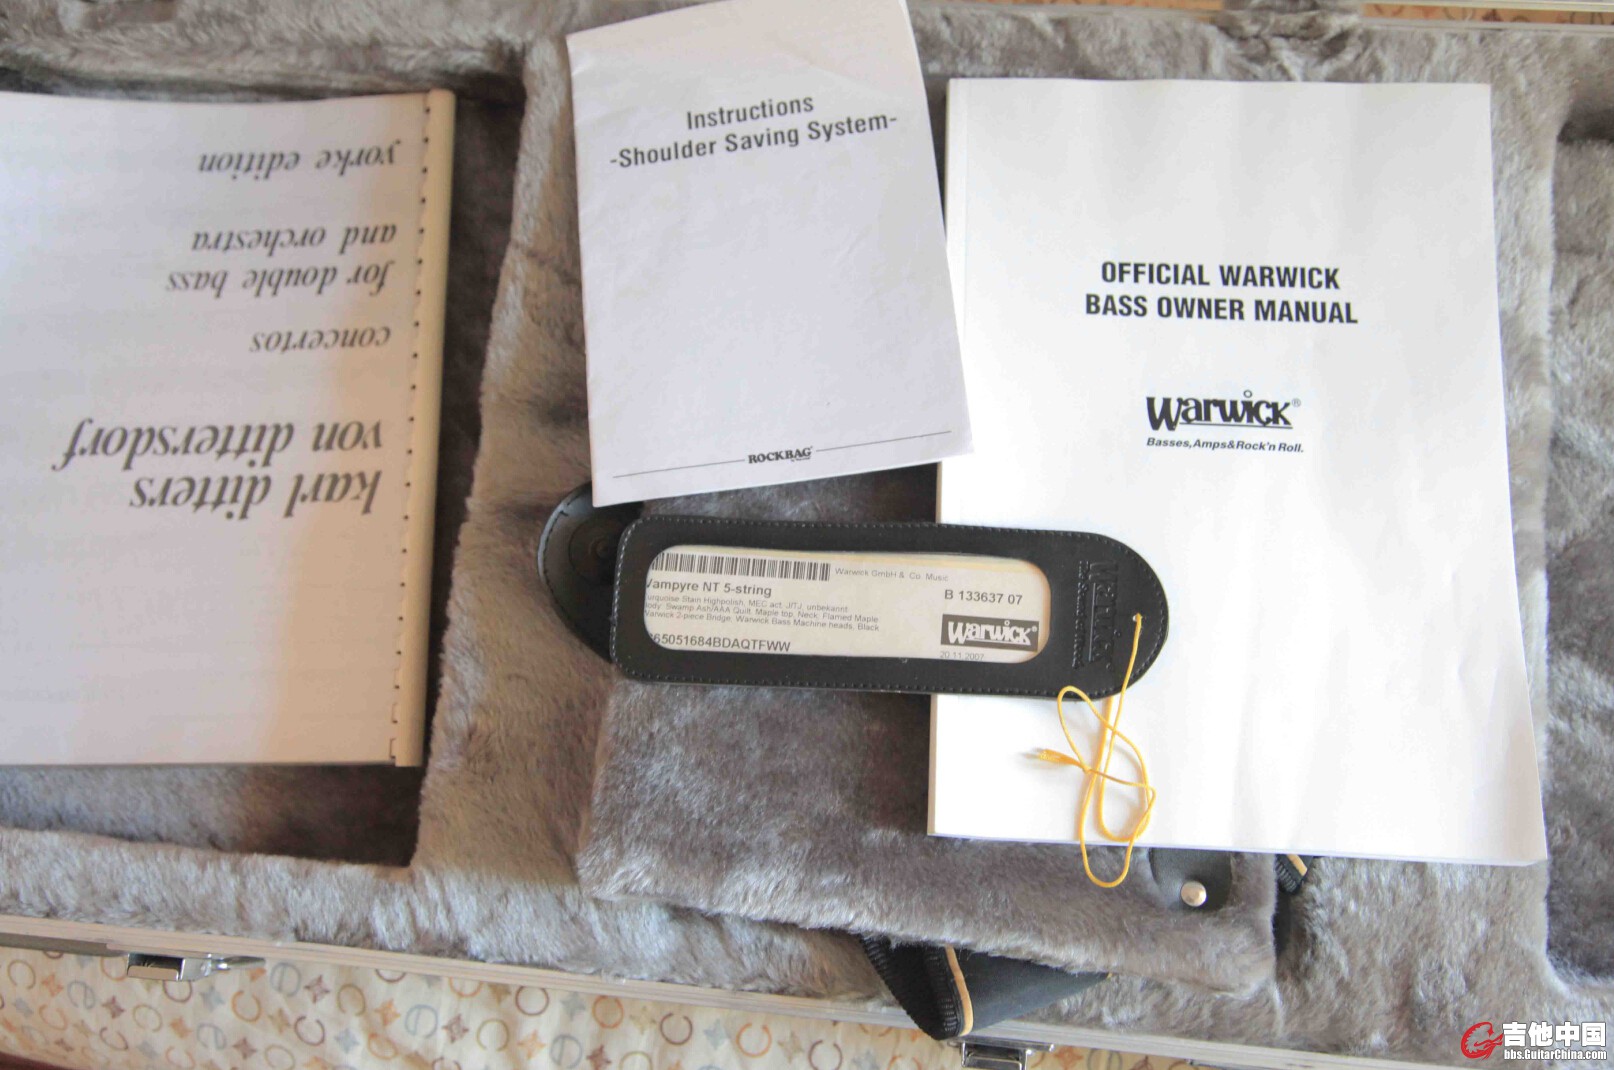 karl ditters
von dittersdorf
concertos
for double bass
and orchestra
yorke edition
Instructions
-Shoulder Saving System-
ROCKBAG
OFFICIAL WARWICK
BASS OWNER MANUAL
Warwick®
Basses,Amps&Rock'n Roll.
Warwick GmbH & Co. Music
Vampyre NT 5-string
B 133637 07
Turquoise Stain Highpolish, MEC act. J/TJ, unbekannt
Body: Swamp Ash/AAA Quilt. Maple top, Neck: Flamed Maple
Warwick 2-piece Bridge, Warwick Bass Machine heads, Black
65051684BDAQTFWW
Warwick
20.11.2007
Warwick
吉他中国
bbs.GuitarChina.com